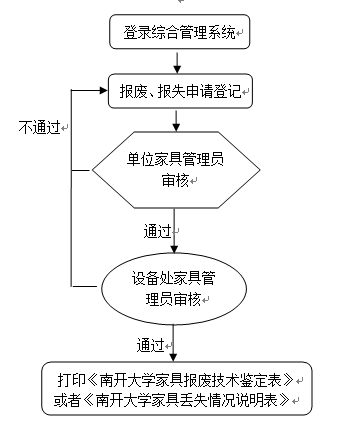 登录综合管理系统
报废、报失申请登记
不通过
单位家具管理员
审核
通过
设备处家具管
理员审核
通过
打印《南开大学家具报废技术鉴定表》
或者《南开大学家具丢失情况说明表》